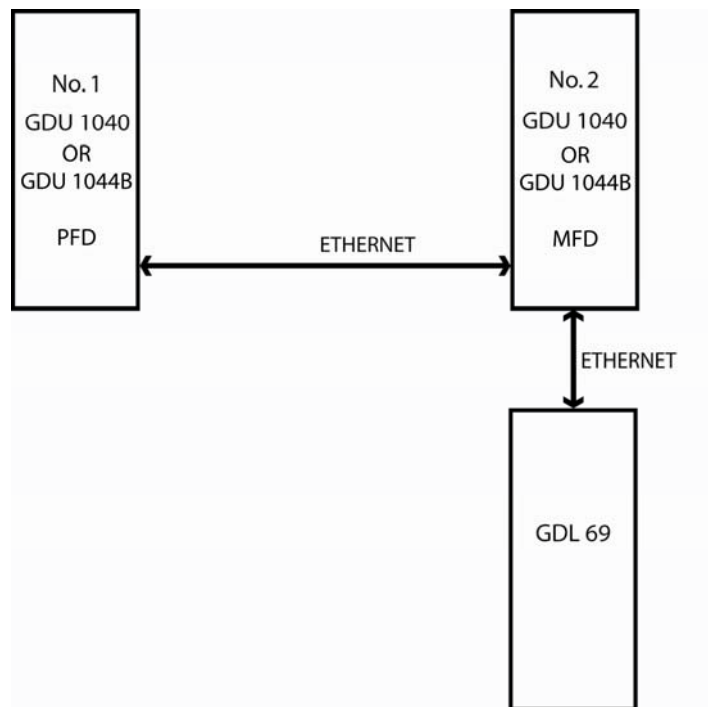 No. 1
GDU 1040
OR
GDU 1044B
PFD
ETHERNET
No. 2
GDU 1040
OR
GDU 1044B
MFD
ETHERNET
GDL 69